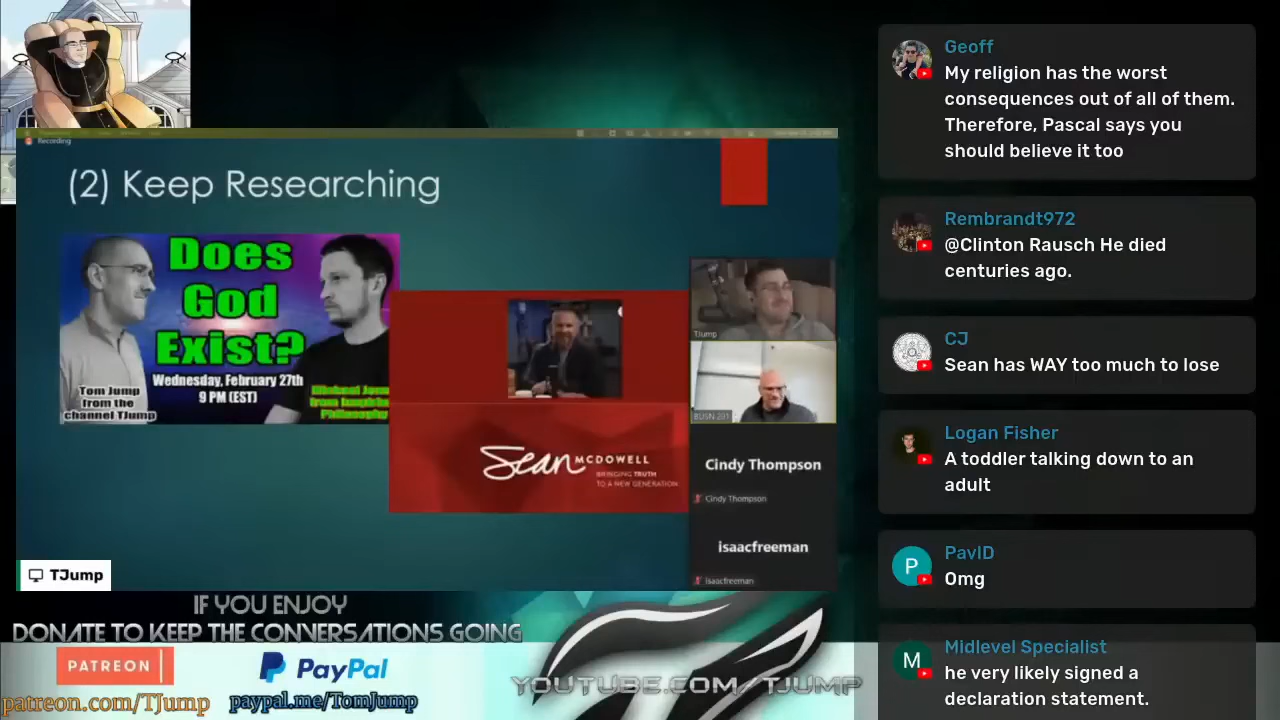 Recording
(2) Keep Researching
Does
God
Exist?
Wednesday, February 27th
9 PM (EST)
Tom Jump
from the
channel TJump
Philosophy
Sean MCDOWELL
BRINGING TRUTH
TO A NEW GENERATION
TJump
BUSN 231
Cindy Thompson
Cindy Thompson
isaacfreeman
isaacfreeman
TJump
IF YOU ENJOY
DONATE TO KEEP THE CONVERSATIONS GOING
PATREON
PayPal
patreon.com/TJump
paypal.me/TomJump
YOUTUBE.COM/TJUMP
Geoff
My religion has the worst
consequences out of all of them.
Therefore, Pascal says you
should believe it too
Rembrandt972
@Clinton Rausch He died
centuries ago.
CJ
Sean has WAY too much to lose
Logan Fisher
A toddler talking down to an
adult
P
PavID
Omg
M
Midlevel Specialist
he very likely signed a
declaration statement.